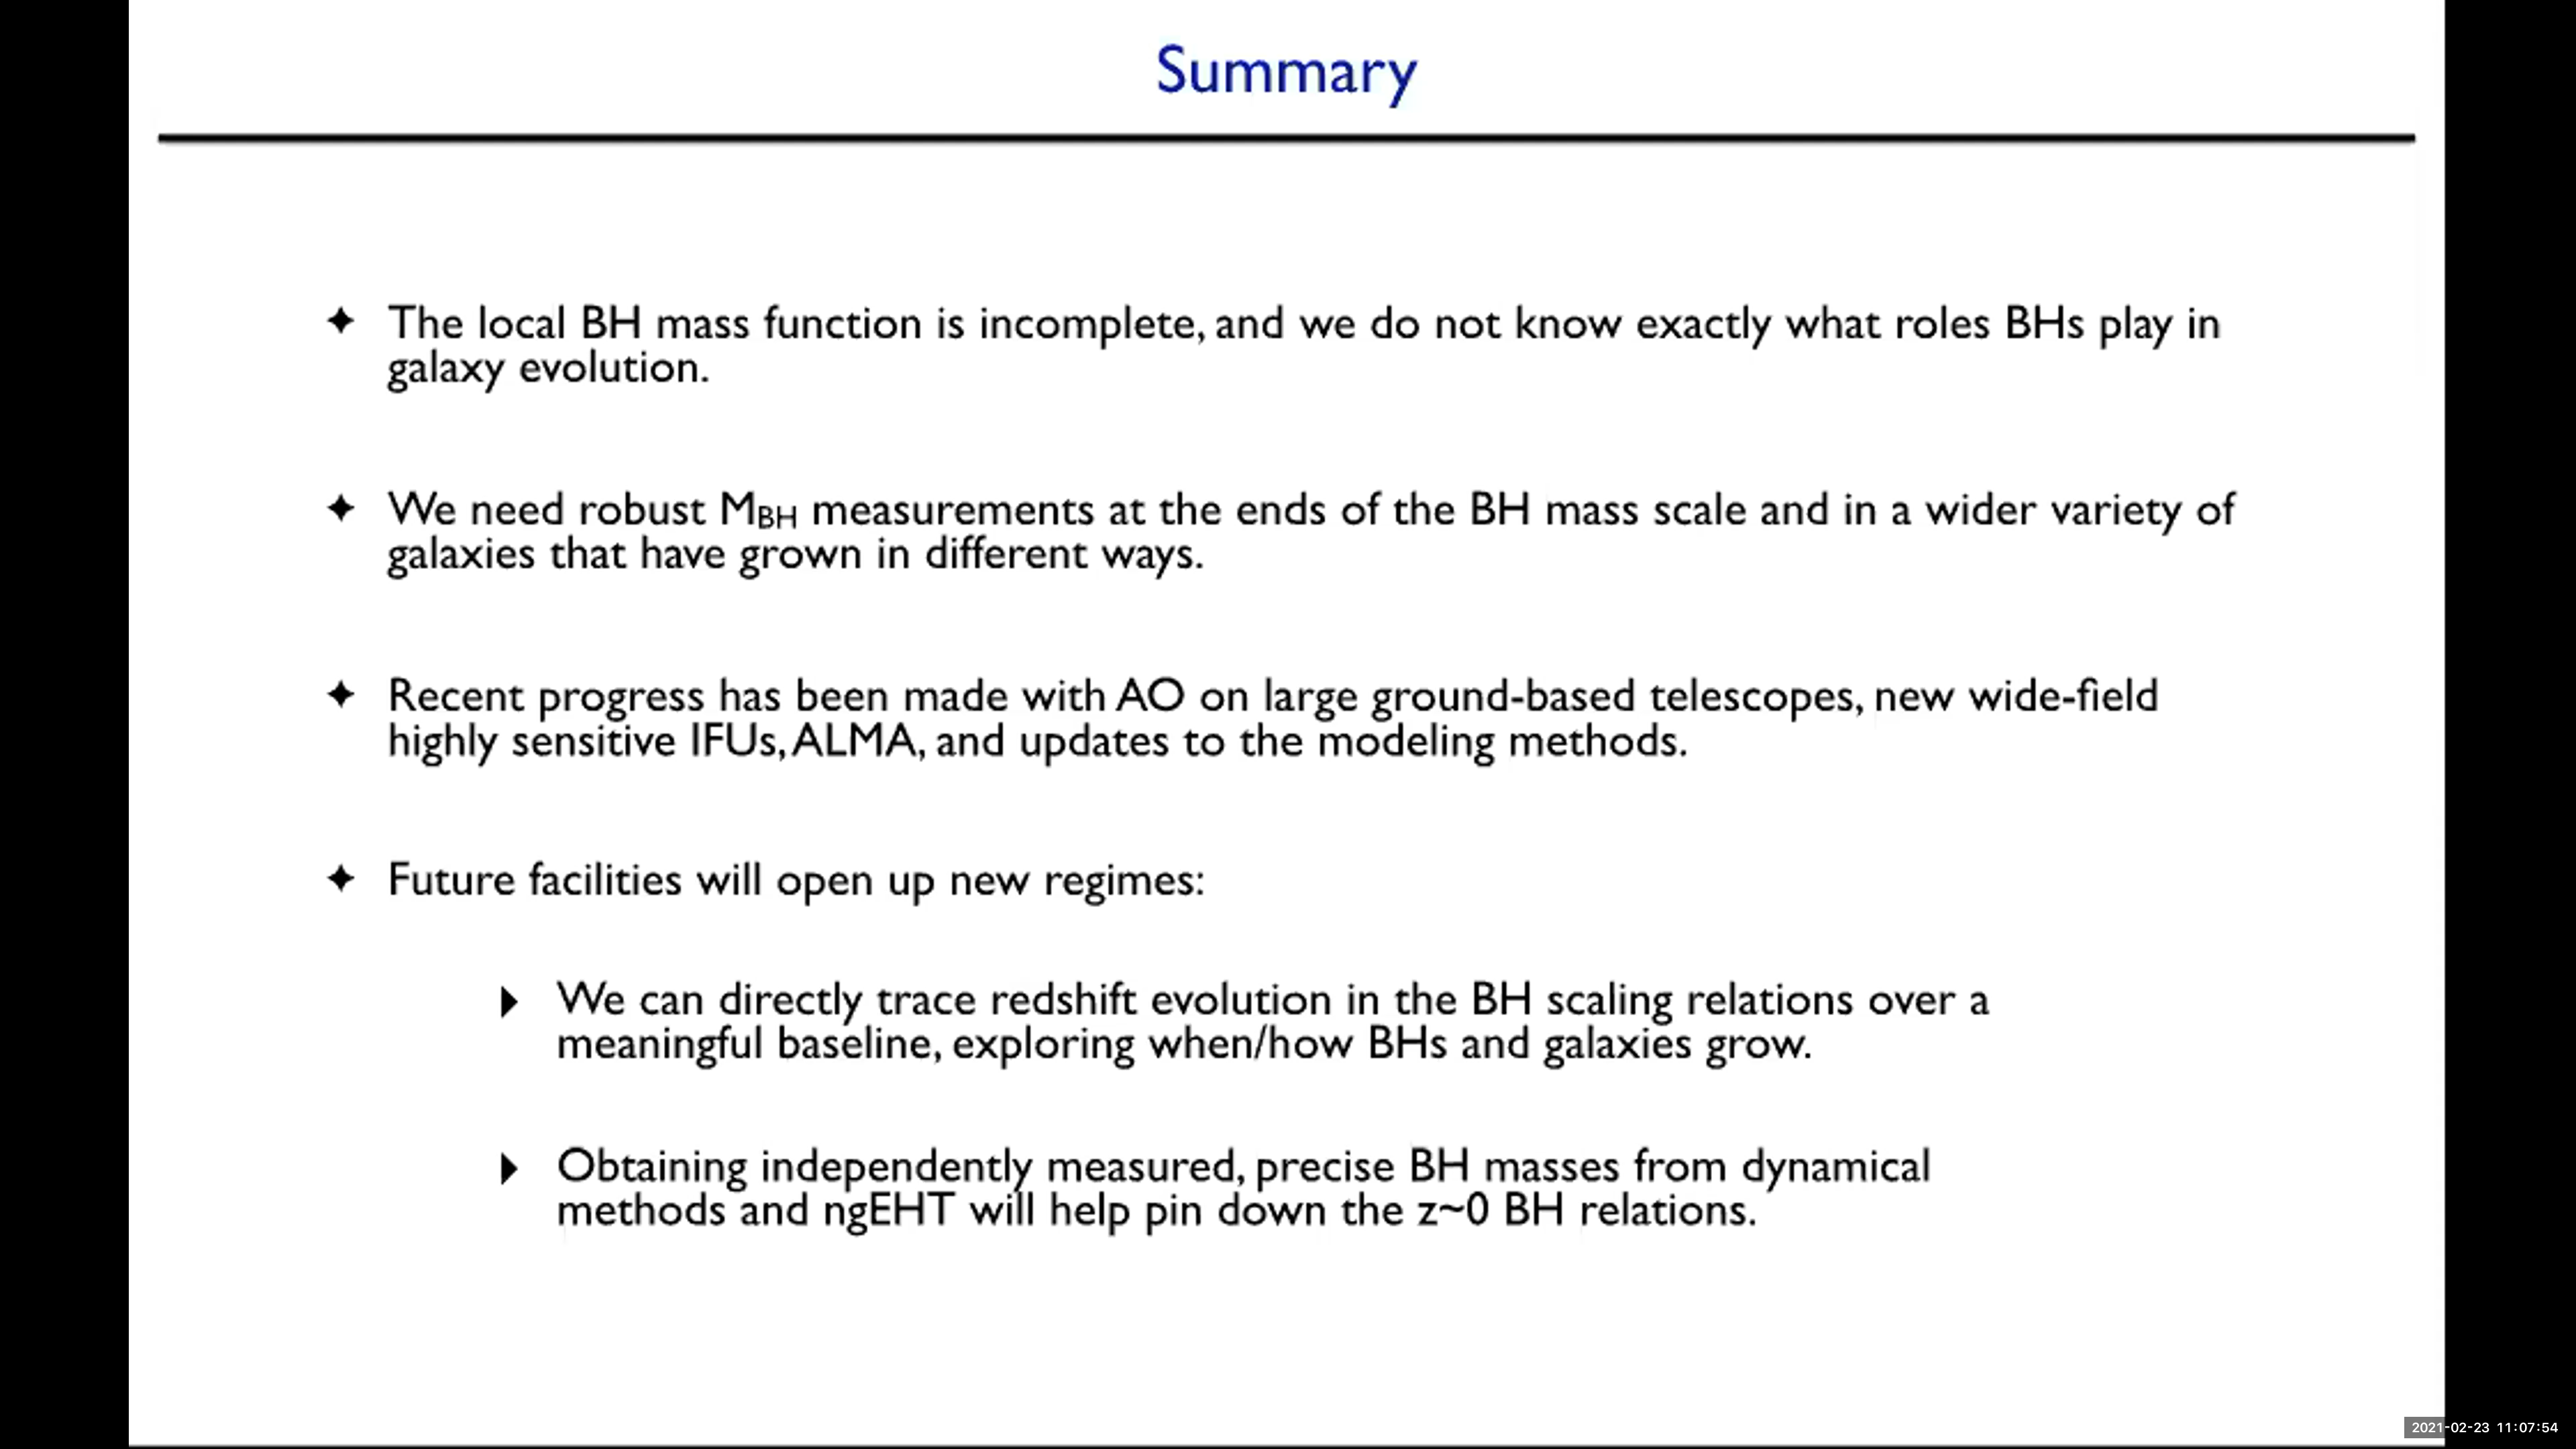 Summary
✦ The local BH mass function is incomplete, and we do not know exactly what roles BHs play in
galaxy evolution.
✦ We need robust MBH measurements at the ends of the BH mass scale and in a wider variety of
galaxies that have grown in different ways.
✦ Recent progress has been made with AO on large ground-based telescopes, new wide-field
highly sensitive IFUs, ALMA, and updates to the modeling methods.
✦ Future facilities will open up new regimes:
▶ We can directly trace redshift evolution in the BH scaling relations over a
meaningful baseline, exploring when/how BHs and galaxies grow.
▶ Obtaining independently measured, precise BH masses from dynamical
methods and ngEHT will help pin down the z~0 BH relations.
2021-02-23 11:07:54